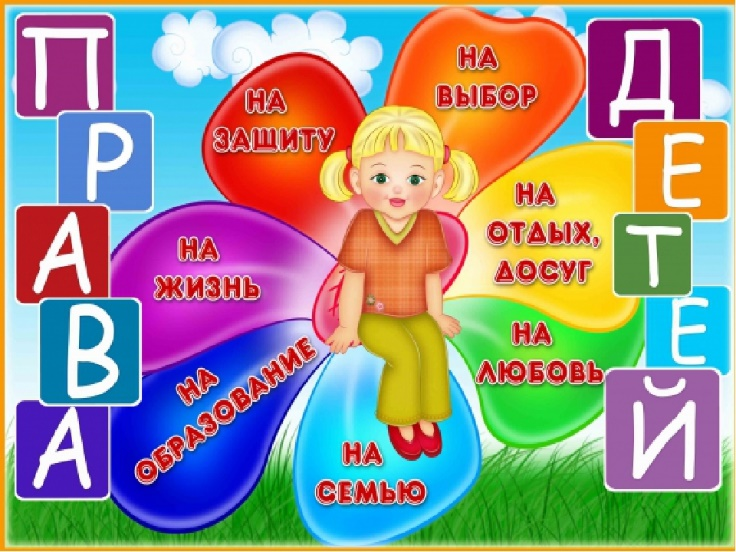 ПРАВА
ДЕТЕЙ
НА
ЗАЩИТУ
НА
ВЫБОР
НА
ОТДЫХ,
ДОСУГ
НА
ЖИЗНЬ
НА
ЛЮБОВЬ
НА
ОБРАЗОВАНИЕ
НА
СЕМЬЮ